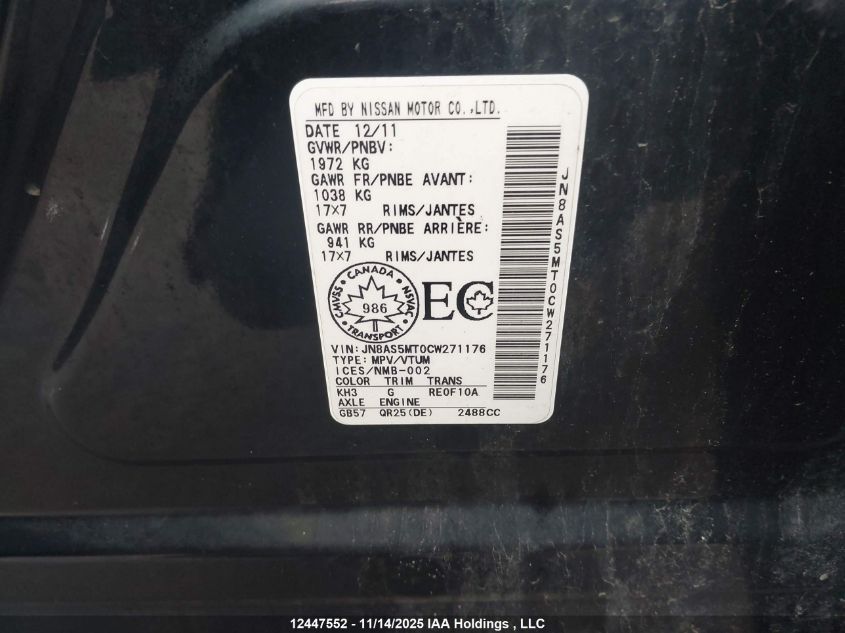 MFD BY NISSAN MOTOR CO.,LTD.
DATE 12/11
GVWR/PNBV:
1972 KG
GAWR FR/PNBE AVANT:
1038 KG
17×7 RIMS/JANTES
GAWR RR/PNBE ARRIÈRE:
941 KG
17×7 RIMS/JANTES
CANADA
CMVSS NSVAC
986
TRANSPORT
EC
VIN:JN8AS5MT0CW271176
TYPE: MPV/VTUM
ICES/NMB-002
COLOR TRIM TRANS
KH3 G RE0F10A
AXLE ENGINE
GB57 QR25(DE) 2488CC
JN8AS5MT0CW271176
12447552 - 11/14/2025 IAA Holdings , LLC